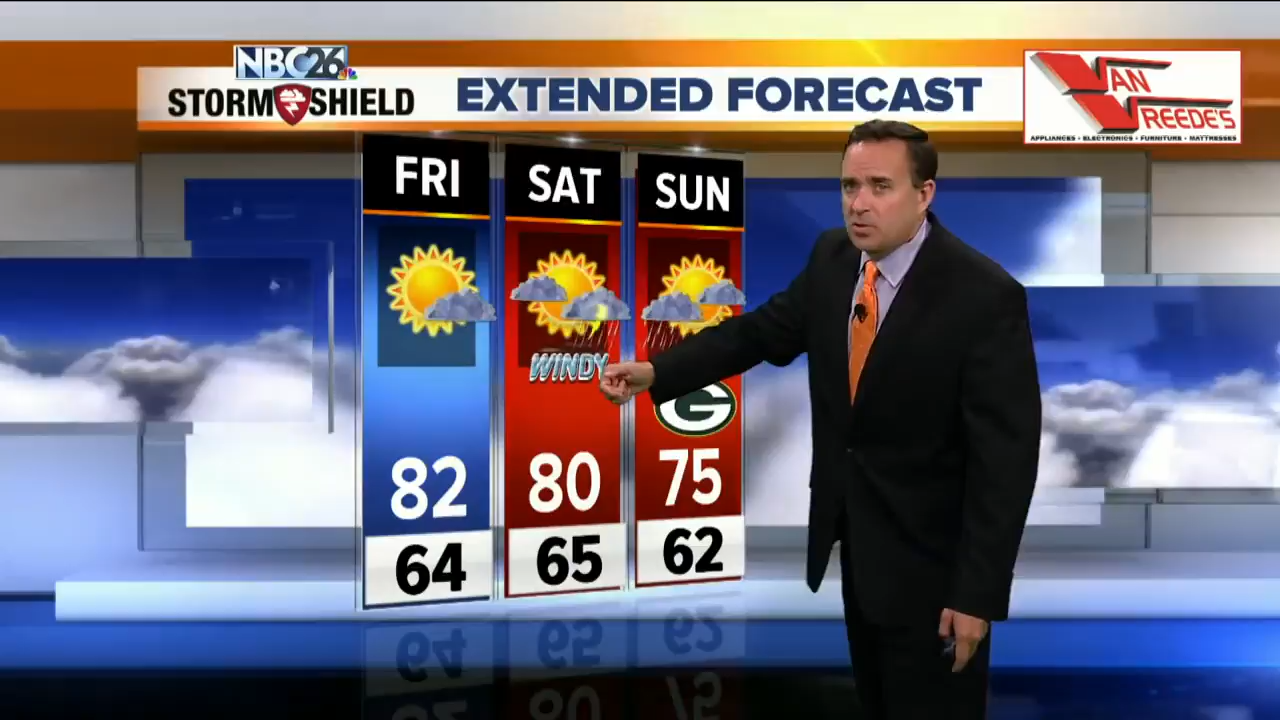 NBC26
STORM SHIELD
EXTENDED FORECAST
VAN
VREEDE'S
APPLIANCES • ELECTRONICS • FURNITURE • MATTRESSES
FRI
SAT
SUN
WINDY
G
82
80
75
64
65
62